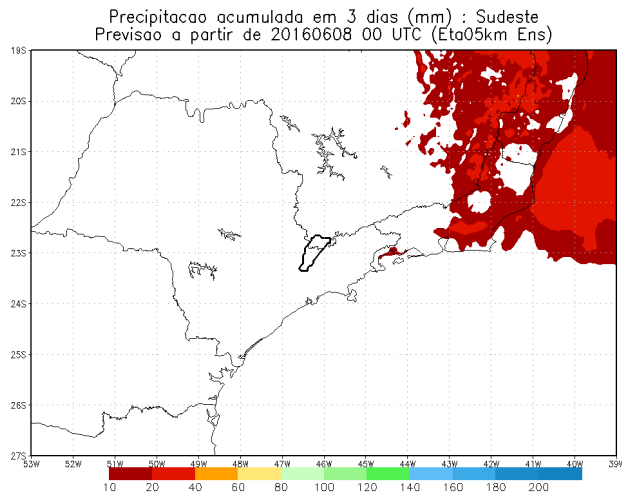 Precipitacao acumulada em 3 dias (mm) : Sudeste
Previsao a partir de 20160608 00 UTC (Eta05km Ens)
19S
20S
21S
22S
23S
24S
25S
26S
27S
53W 52W 51W 50W 49W 48W 47W 46W 45W 44W 43W 42W 41W 40W 39W
10 20 40 60 80 100 120 140 160 180 200